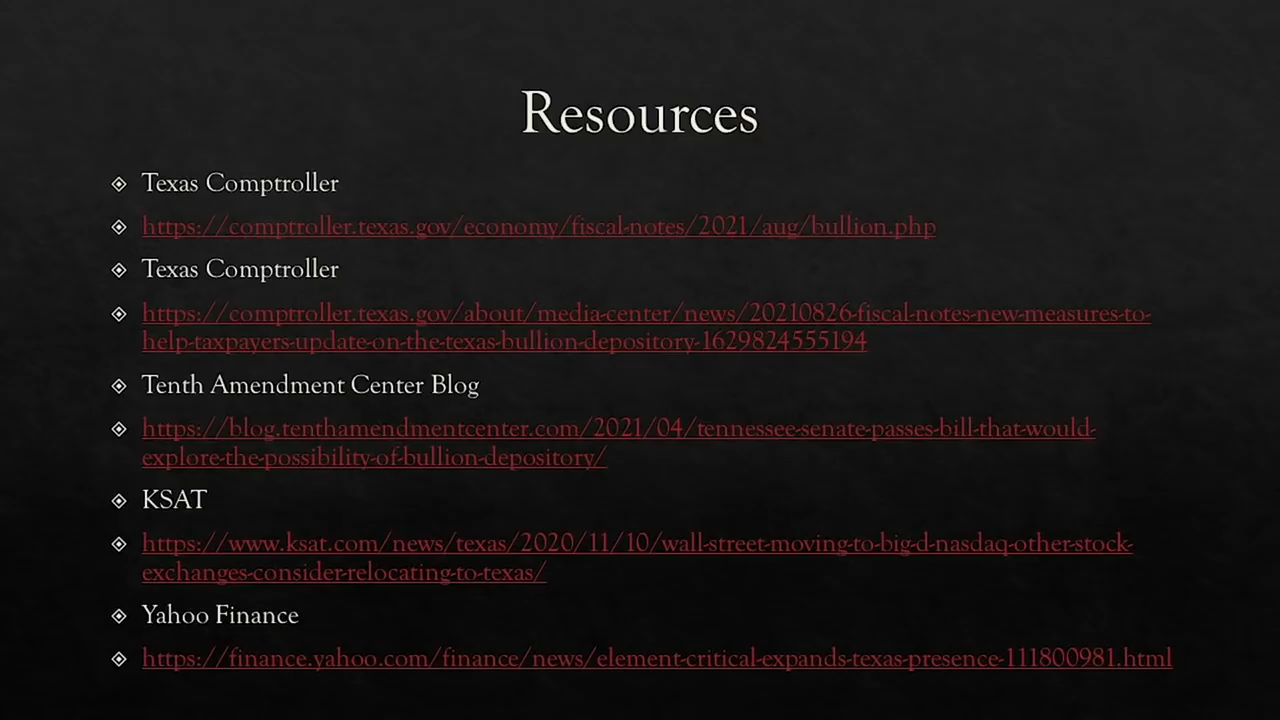 Resources
Texas Comptroller
https://comptroller.texas.gov/economy/fiscal-notes/2021/aug/bullion.php
Texas Comptroller
https://comptroller.texas.gov/about/media-center/news/20210826-fiscal-notes-new-measures-to-
help-taxpayers-update-on-the-texas-bullion-depository-1629824555194
Tenth Amendment Center Blog
https://blog.tenthamendmentcenter.com/2021/04/tennessee-senate-passes-bill-that-would-
explore-the-possibility-of-bullion-depository/
KSAT
https://www.ksat.com/news/texas/2020/11/10/wall-street-moving-to-big-d-nasdaq-other-stock-
exchanges-consider-relocating-to-texas/
Yahoo Finance
https://finance.yahoo.com/finance/news/element-critical-expands-texas-presence-111800981.html